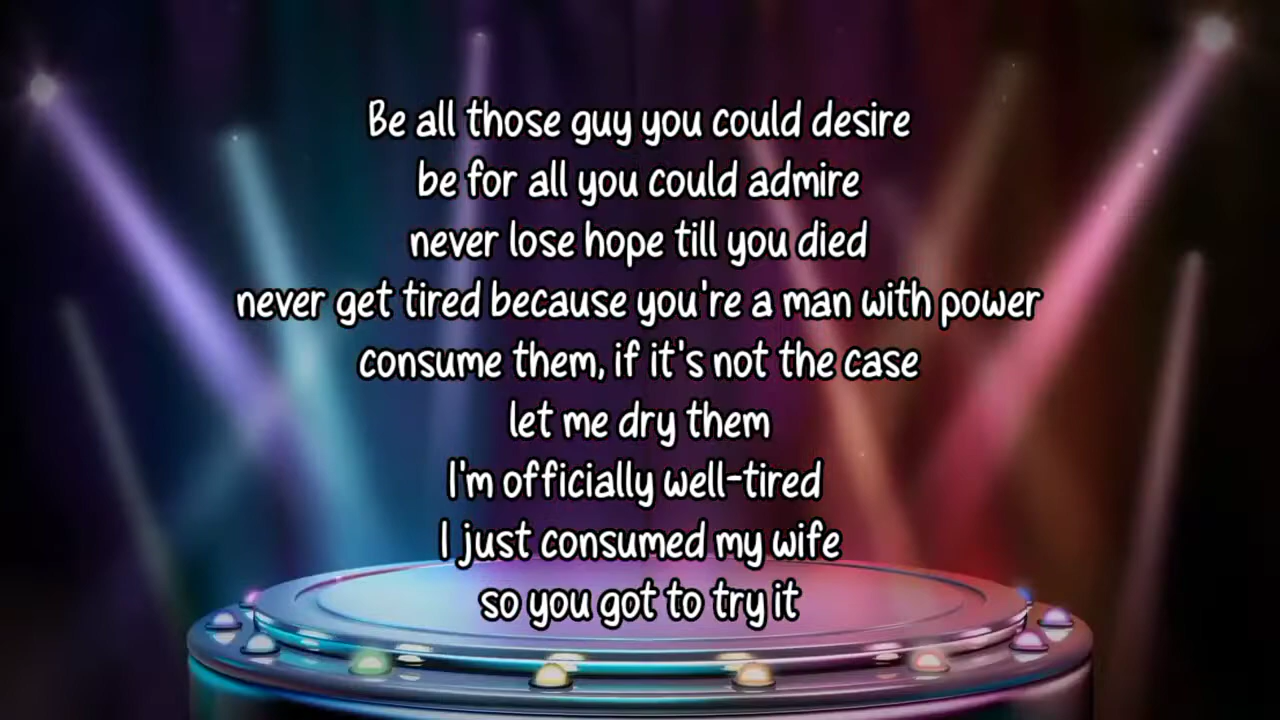 Be all those guy you could desire
be for all you could admire
never lose hope till you died
never get tired because you're a man with power
consume them, if it's not the case
let me dry them
I'm officially well-tired
I just consumed my wife
so you got to try it